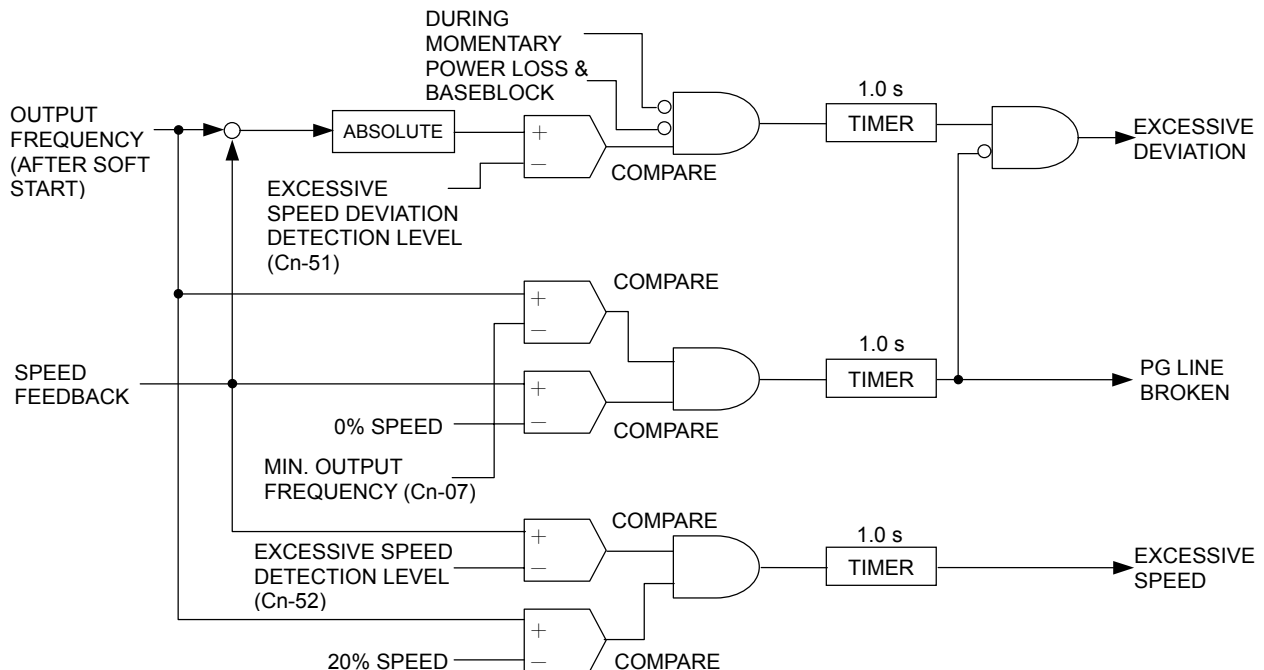 DURING
MOMENTARY
POWER LOSS &
BASEBLOCK
1.0 s
OUTPUT
FREQUENCY
(AFTER SOFT
START)
ABSOLUTE
+
−
COMPARE
TIMER
EXCESSIVE
DEVIATION
EXCESSIVE
SPEED DEVIATION
DETECTION LEVEL
(Cn-51)
COMPARE
+
−
1.0 s
SPEED
FEEDBACK
TIMER
PG LINE
BROKEN
+
−
0% SPEED
COMPARE
MIN. OUTPUT
FREQUENCY (Cn-07)
COMPARE
1.0 s
EXCESSIVE SPEED
DETECTION LEVEL
(Cn-52)
+
−
TIMER
EXCESSIVE
SPEED
+
−
20% SPEED
COMPARE